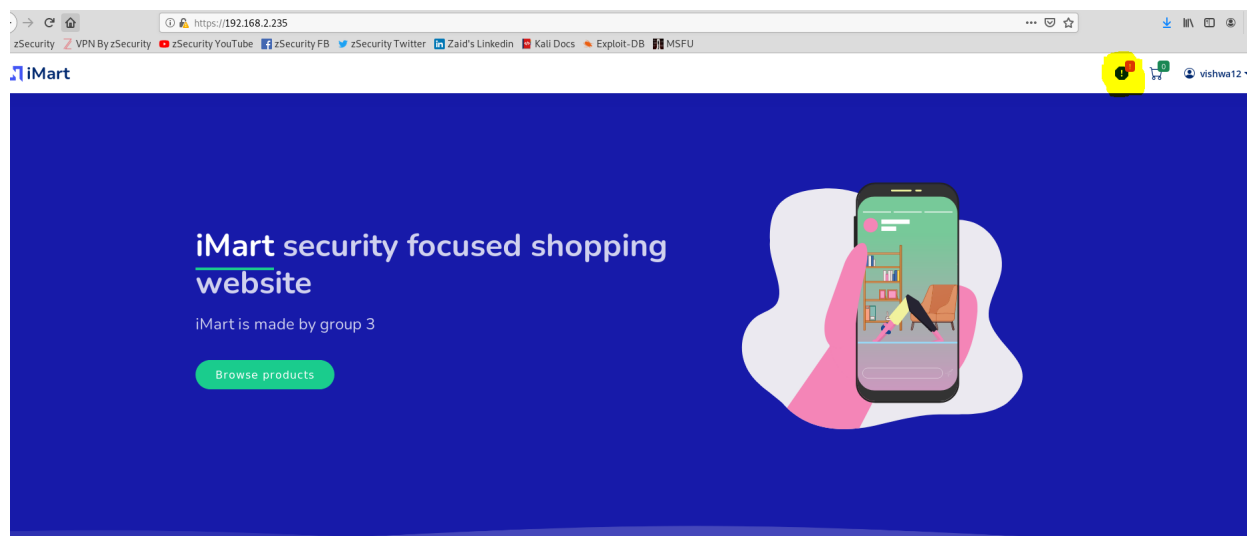 https://192.168.2.235
zSecurity VPN By zSecurity zSecurity YouTube zSecurity FB zSecurity Twitter Zaid's Linkedin Kali Docs Exploit-DB MSFU
iMart
! 0 vishwa12
iMart security focused shopping
website
iMart is made by group 3
Browse products